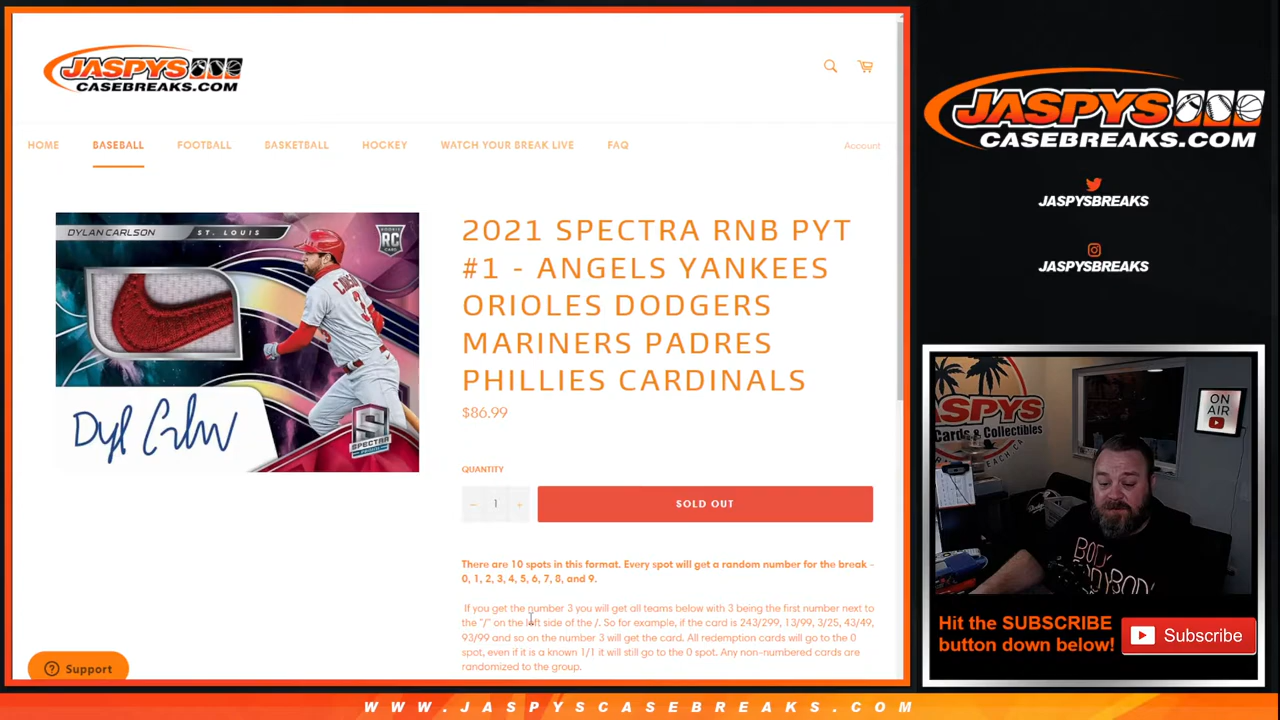 JASPYS
CASEBREAKS.COM
HOME
BASEBALL
FOOTBALL
BASKETBALL
HOCKEY
WATCH YOUR BREAK LIVE
FAQ
Account
DYLAN CARLSON
ST. LOUIS
ROOKIE
RC
SPECTRA
2021 SPECTRA RNB PYT
#1 - ANGELS YANKEES
ORIOLES DODGERS
MARINERS PADRES
PHILLIES CARDINALS
$86.99
QUANTITY
− 1 +
SOLD OUT
There are 10 spots in this format. Every spot will get a random number for the break -
0, 1, 2, 3, 4, 5, 6, 7, 8, and 9.
If you get the number 3 you will get all teams below with 3 being the first number next to
the "/" on the left side of the /. So for example, if the card is 243/299, 13/99, 3/25, 43/49,
93/99 and so on the number 3 will get the card. All redemption cards will go to the 0
spot, even if it is a known 1/1 it will still go to the 0 spot. Any non-numbered cards are
randomized to the group.
Support
JASPYS
CASEBREAKS.COM
JASPYSBREAKS
JASPYSBREAKS
ASPYS
Cards & Collectibles
ON
AIR
Hit the SUBSCRIBE
button down below!
Subscribe
WWW.JASPYSCASEBREAKS.COM